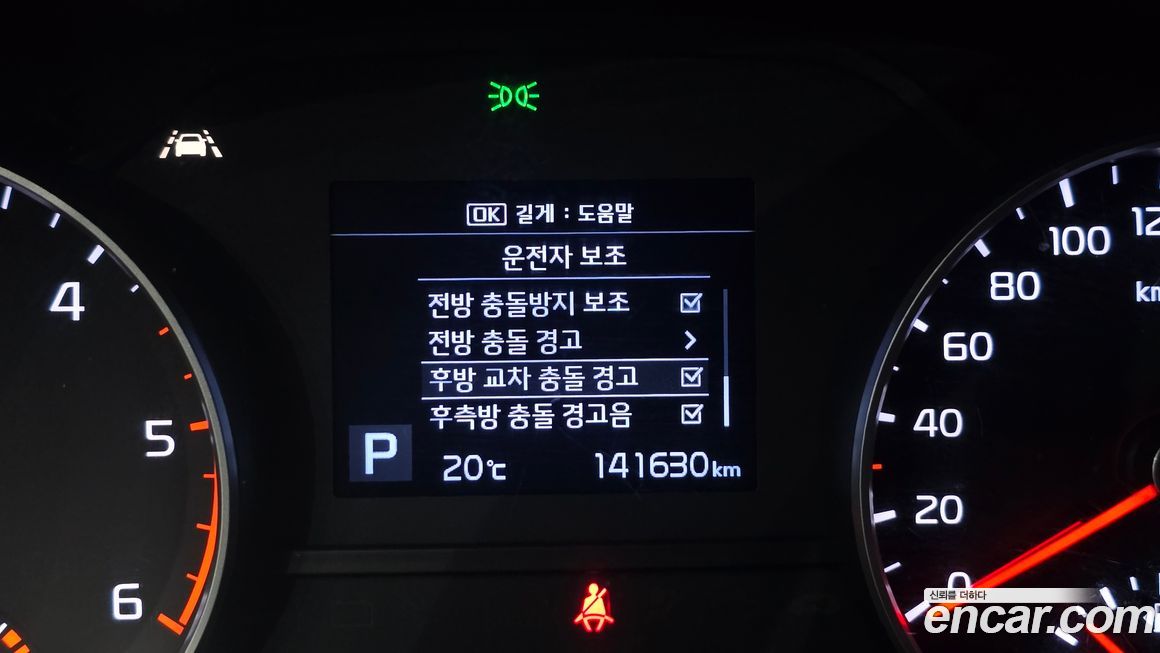 OK 길게 : 도움말
운전자 보조
전방 충돌방지 보조
전방 충돌 경고
후방 교차 충돌 경고
후측방 충돌 경고음
P 20℃ 141630km
4
5
6
100
80
60
40
20
0
신뢰를 더하다
encar.com